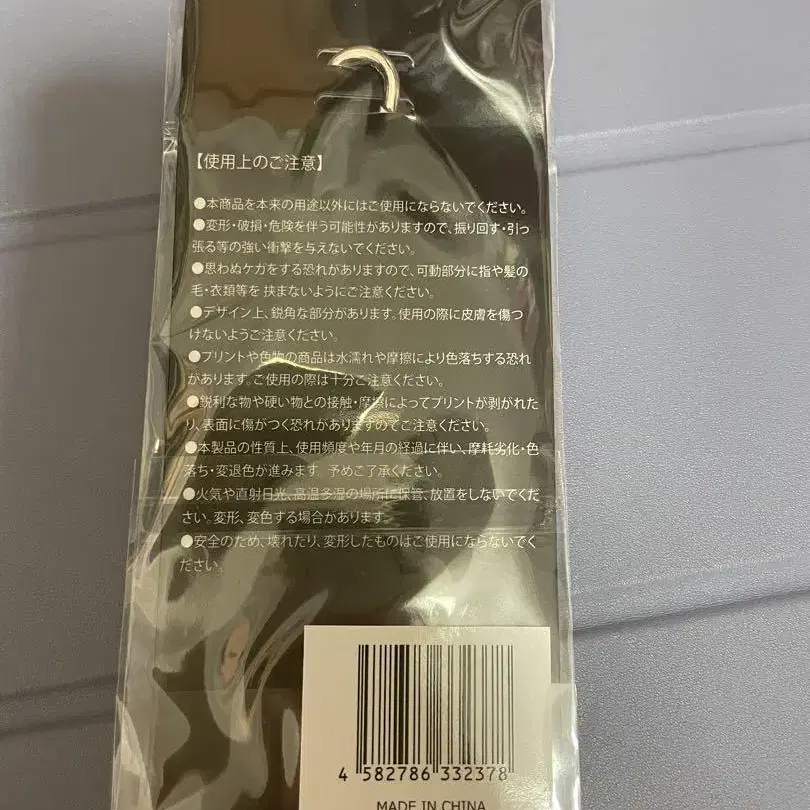 【使用上のご注意】
●本商品を本来の用途以外にはご使用にならないでください。
●変形・破損・危険を伴う可能性がありますので、振り回す・引っ
張る等の強い衝撃を与えないでください。
●思わぬケガをする恐れがありますので、可動部分に指や髪の
毛・衣類等を 挟まないようにご注意ください。
●デザイン上、鋭角な部分があります。使用の際に皮膚を傷つ
けないようご注意ください。
●プリントや色物の商品は水濡れや摩擦により色落ちする恐れ
があります。ご使用の際は十分ご注意ください。
●鋭利な物や硬い物との接触・摩擦によってプリントが剥がれた
り、表面に傷がつく恐れがありますのでご注意ください。
●本製品の性質上、使用頻度や年月の経過に伴い、摩耗劣化・色
落ち・変退色が進みます。予めご了承ください。
●火気や直射日光、高温多湿の場所に保管、放置をしないでくだ
さい。変形、変色する場合があります。
●安全のため、壊れたり、変形したものはご使用にならないでく
ださい。
4 582786 332378
MADE IN CHINA